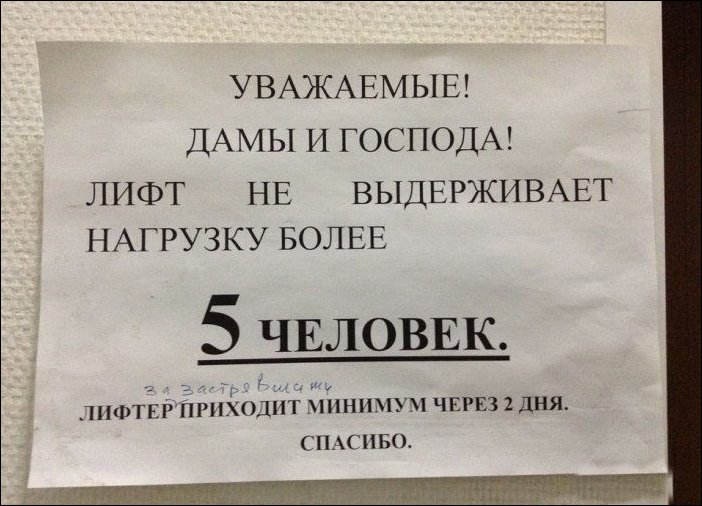 УВАЖАЕМЫЕ!
ДАМЫ И ГОСПОДА!
ЛИФТ НЕ ВЫДЕРЖИВАЕТ
НАГРУЗКУ БОЛЕЕ
5 ЧЕЛОВЕК.
за застрявшими
ЛИФТЕР ПРИХОДИТ МИНИМУМ ЧЕРЕЗ 2 ДНЯ.
СПАСИБО.